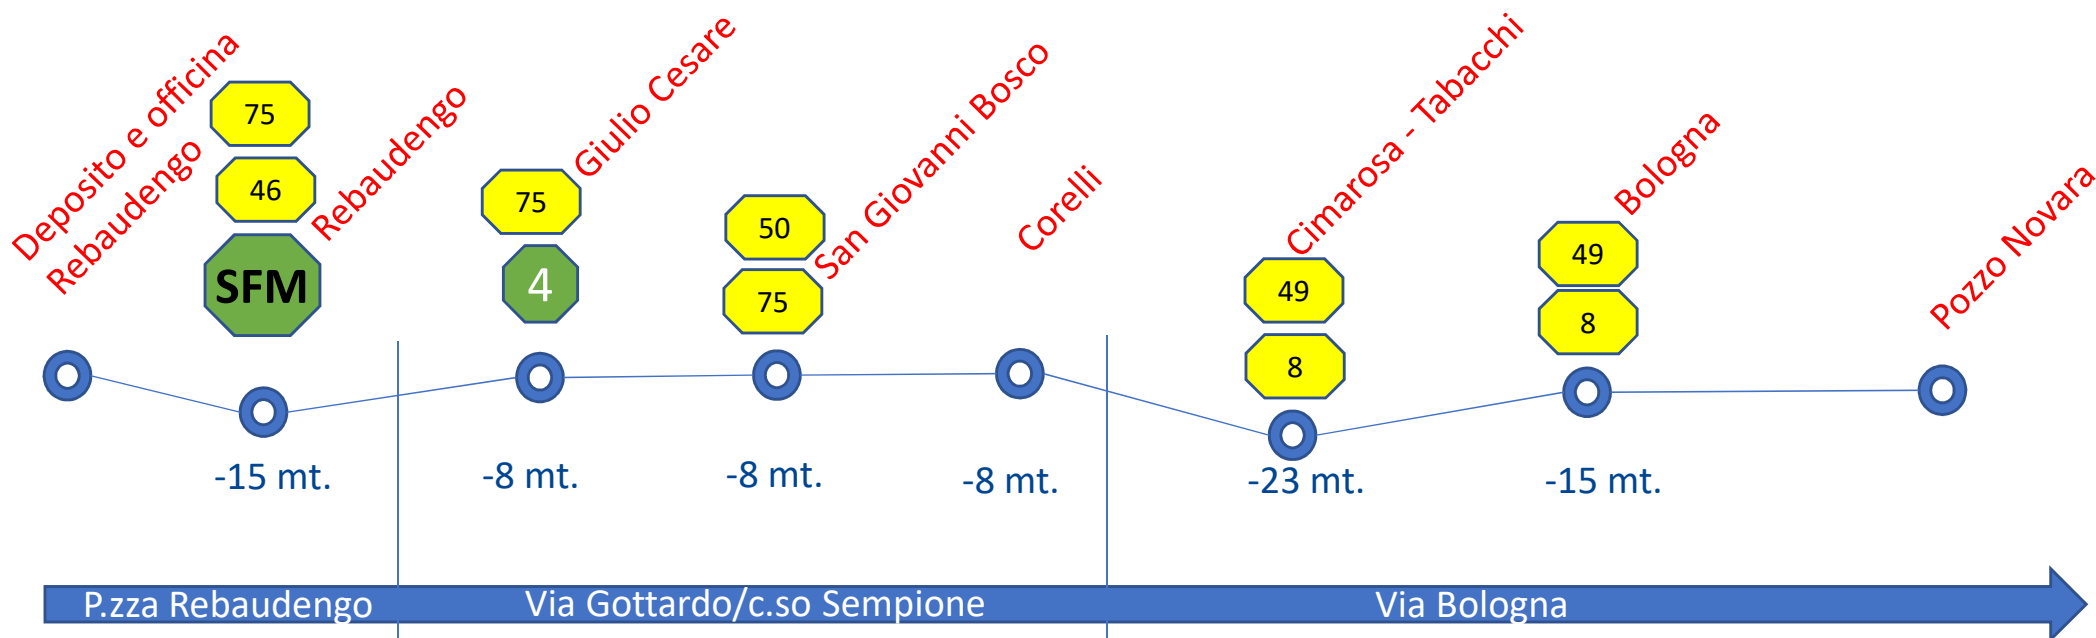 Deposito e officina
Rebaudengo
75
46
SFM
Rebaudengo
75
4
Giulio Cesare
50
75
San Giovanni Bosco
Corelli
49
8
Cimarosa - Tabacchi
49
8
Bologna
Pozzo Novara
-15 mt.
-8 mt.
-8 mt.
-8 mt.
-23 mt.
-15 mt.
P.zza Rebaudengo
Via Gottardo/c.so Sempione
Via Bologna